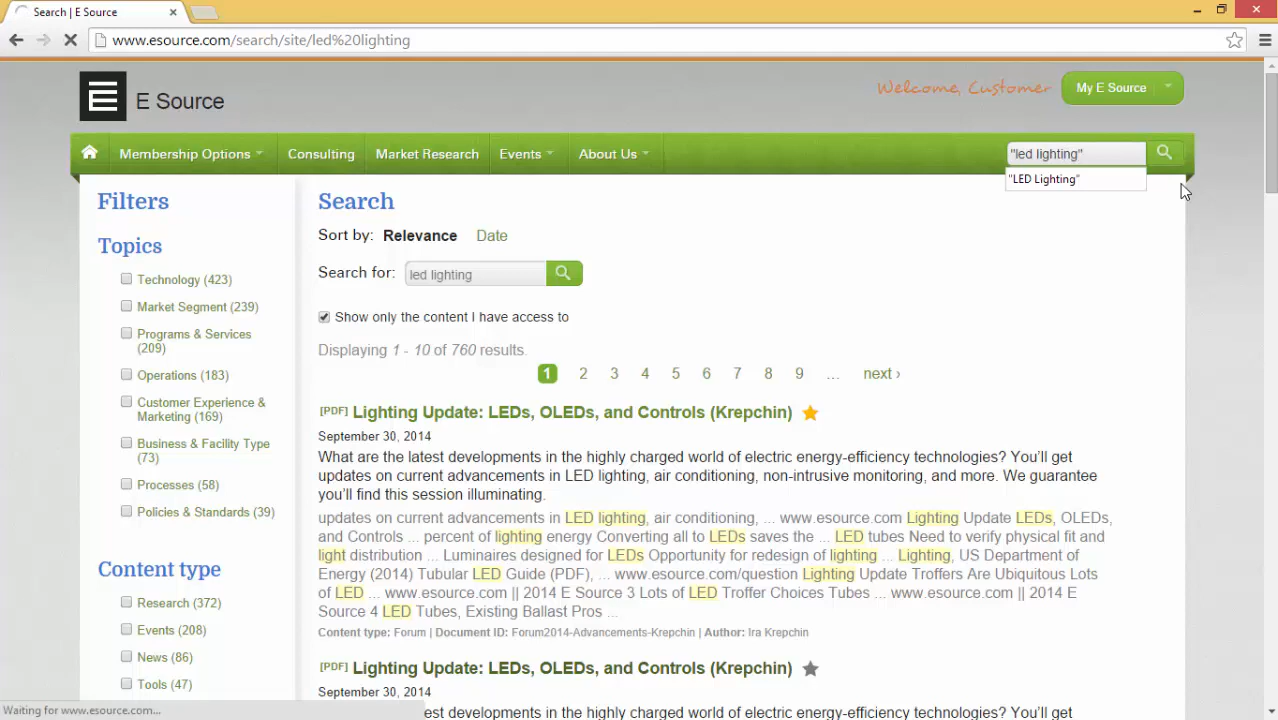 Search | E Source
www.esource.com/search/site/led%20lighting
E Source
Welcome, Customer
My E Source
Membership Options
Consulting
Market Research
Events
About Us
"led lighting"
"LED Lighting"
Filters
Topics
Technology (423)
Market Segment (239)
Programs & Services
(209)
Operations (183)
Customer Experience &
Marketing (169)
Business & Facility Type
(73)
Processes (58)
Policies & Standards (39)
Content type
Research (372)
Events (208)
News (86)
Tools (47)
Search
Sort by: Relevance Date
Search for: led lighting
Show only the content I have access to
Displaying 1 - 10 of 760 results.
1 2 3 4 5 6 7 8 9 … next ›
[PDF] Lighting Update: LEDs, OLEDs, and Controls (Krepchin)
September 30, 2014
What are the latest developments in the highly charged world of electric energy-efficiency technologies? You'll get
updates on current advancements in LED lighting, air conditioning, non-intrusive monitoring, and more. We guarantee
you'll find this session illuminating.
updates on current advancements in LED lighting, air conditioning, ... www.esource.com Lighting Update LEDs, OLEDs,
and Controls ... percent of lighting energy Converting all to LEDs saves the ... LED tubes Need to verify physical fit and
light distribution ... Luminaires designed for LEDs Opportunity for redesign of lighting ... Lighting, US Department of
Energy (2014) Tubular LED Guide (PDF), ... www.esource.com/question Lighting Update Troffers Are Ubiquitous Lots
of LED ... www.esource.com || 2014 E Source 3 Lots of LED Troffer Choices Tubes ... www.esource.com || 2014 E
Source 4 LED Tubes, Existing Ballast Pros ...
Content type: Forum | Document ID: Forum2014-Advancements-Krepchin | Author: Ira Krepchin
[PDF] Lighting Update: LEDs, OLEDs, and Controls (Krepchin)
September 30, 2014
est developments in the highly charged world of electric energy-efficiency technologies? You'll get
Waiting for www.esource.com...